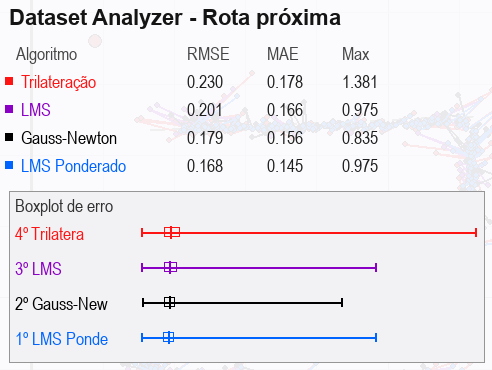 Dataset Analyzer - Rota próxima
Algoritmo RMSE MAE Max
Trilateração 0.230 0.178 1.381
LMS 0.201 0.166 0.975
Gauss-Newton 0.179 0.156 0.835
LMS Ponderado 0.168 0.145 0.975
Boxplot de erro
4º Trilatera
3º LMS
2º Gauss-New
1º LMS Ponde